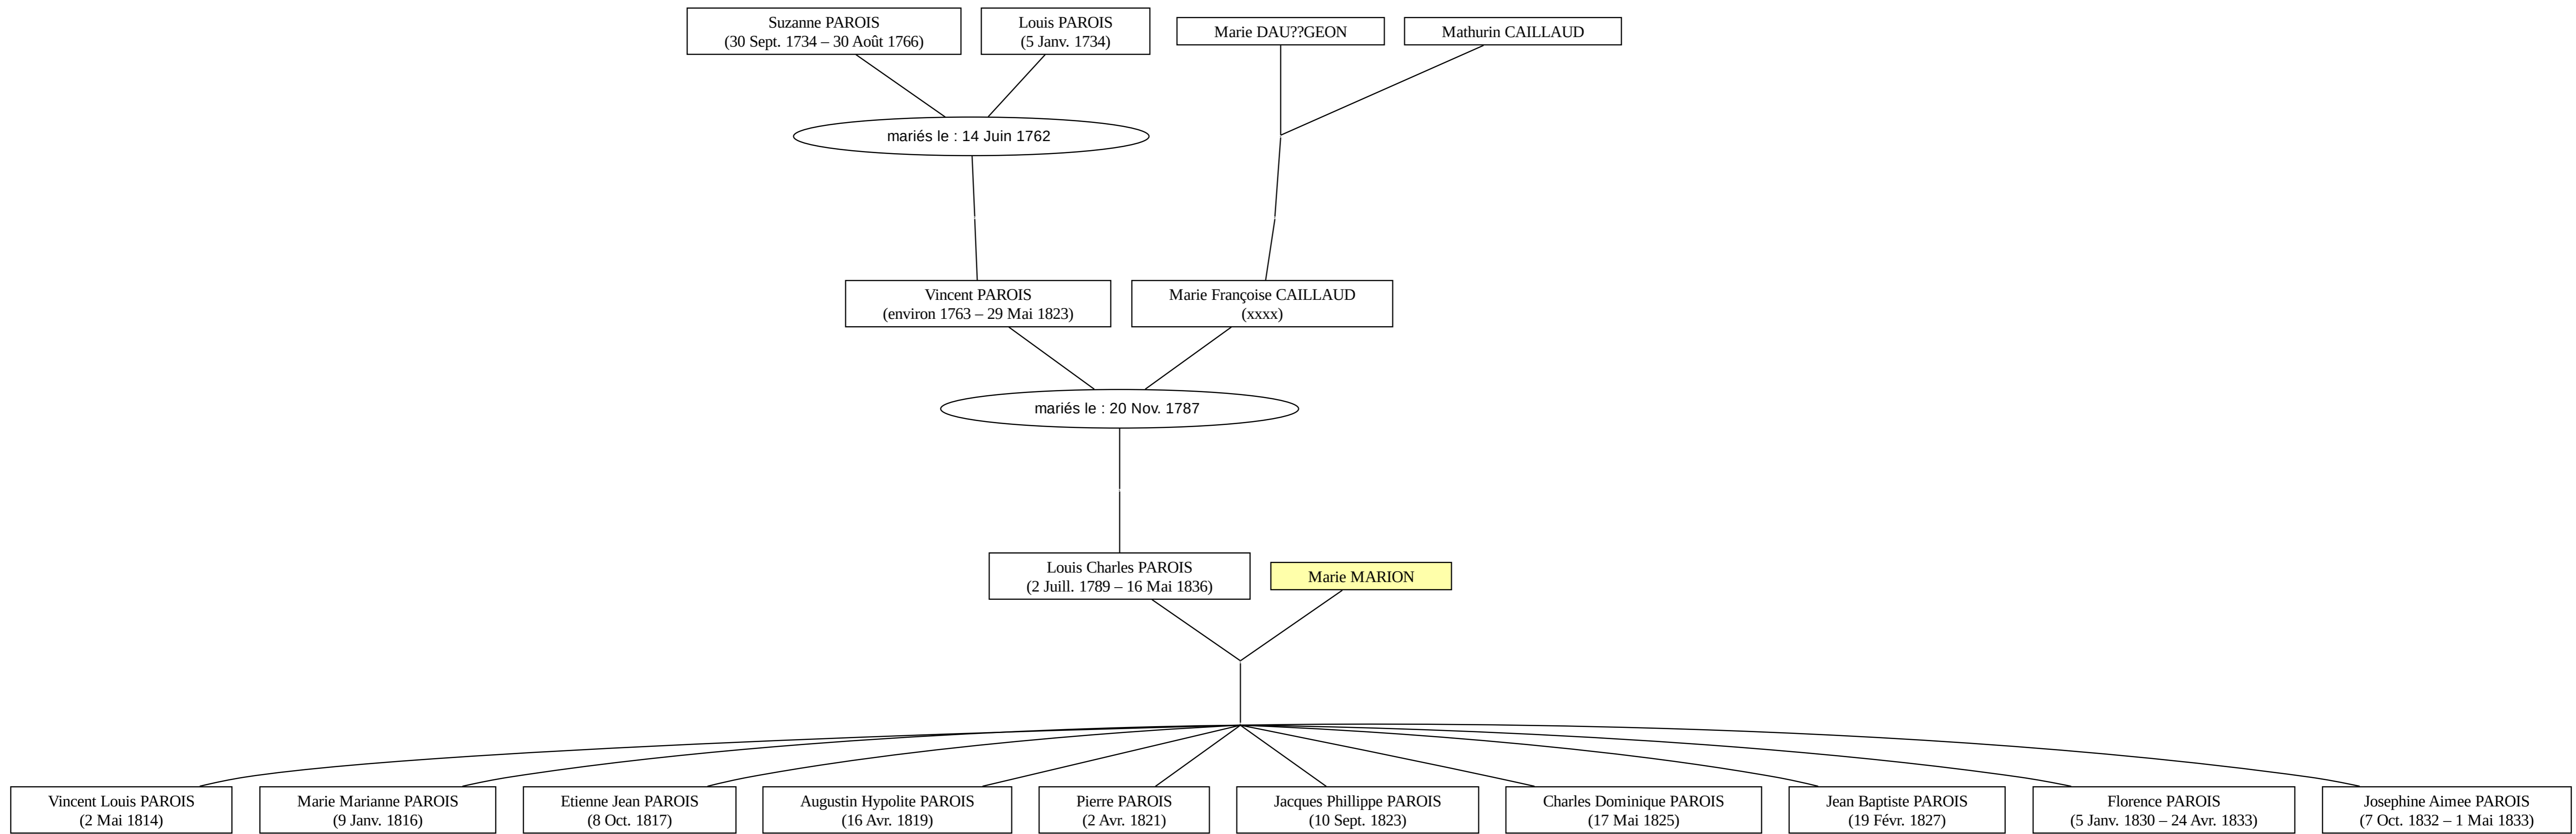 Suzanne PAROIS
(30 Sept. 1734 – 30 Août 1766)
Louis PAROIS
(5 Janv. 1734)
Marie DAU??GEON
Mathurin CAILLAUD
mariés le : 14 Juin 1762
Vincent PAROIS
(environ 1763 – 29 Mai 1823)
Marie Françoise CAILLAUD
(xxxx)
mariés le : 20 Nov. 1787
Louis Charles PAROIS
(2 Juill. 1789 – 16 Mai 1836)
Marie MARION
Vincent Louis PAROIS
(2 Mai 1814)
Marie Marianne PAROIS
(9 Janv. 1816)
Etienne Jean PAROIS
(8 Oct. 1817)
Augustin Hypolite PAROIS
(16 Avr. 1819)
Pierre PAROIS
(2 Avr. 1821)
Jacques Phillippe PAROIS
(10 Sept. 1823)
Charles Dominique PAROIS
(17 Mai 1825)
Jean Baptiste PAROIS
(19 Févr. 1827)
Florence PAROIS
(5 Janv. 1830 – 24 Avr. 1833)
Josephine Aimee PAROIS
(7 Oct. 1832 – 1 Mai 1833)